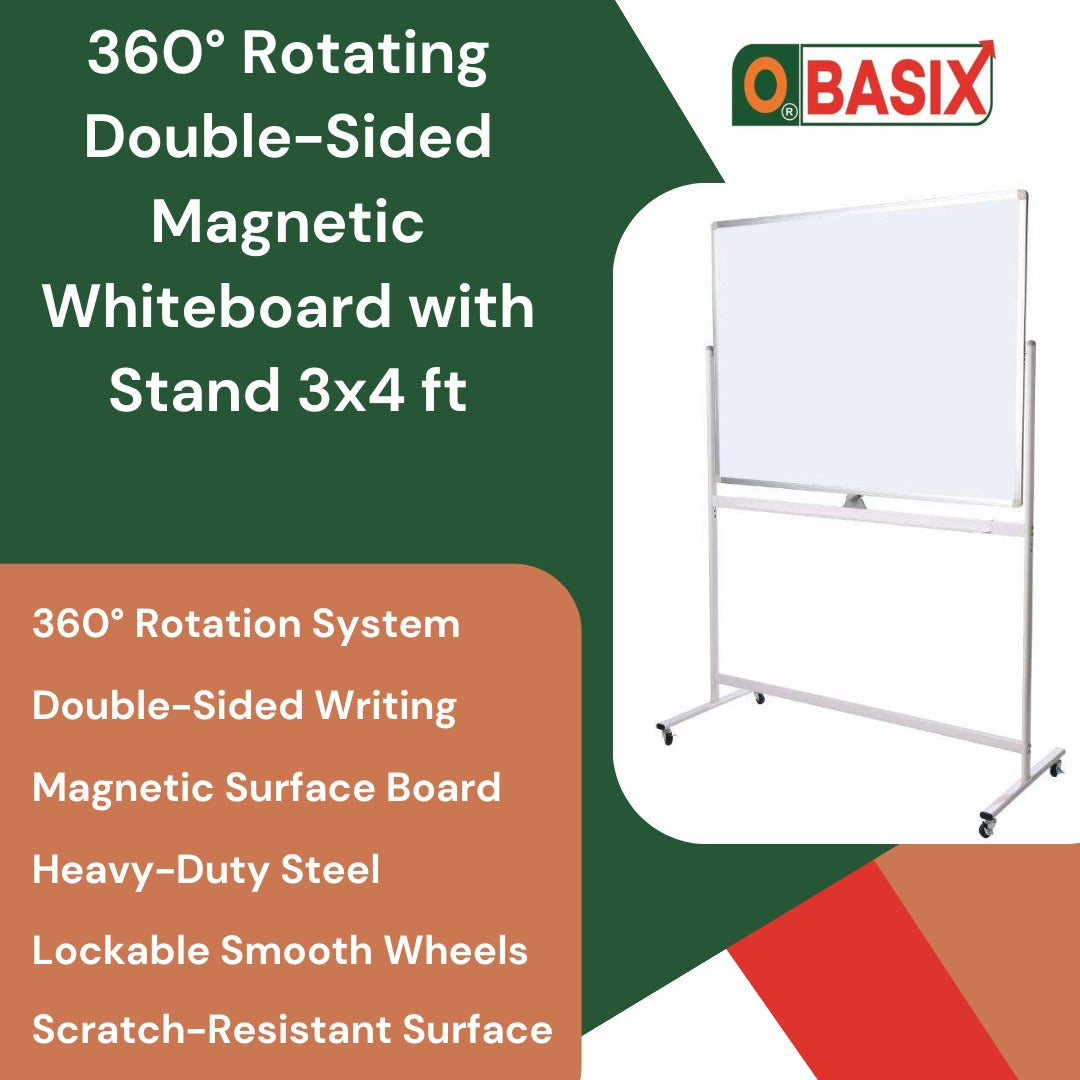 360° Rotating
Double-Sided
Magnetic
Whiteboard with
Stand 3x4 ft
O® BASIX
360° Rotation System
Double-Sided Writing
Magnetic Surface Board
Heavy-Duty Steel
Lockable Smooth Wheels
Scratch-Resistant Surface